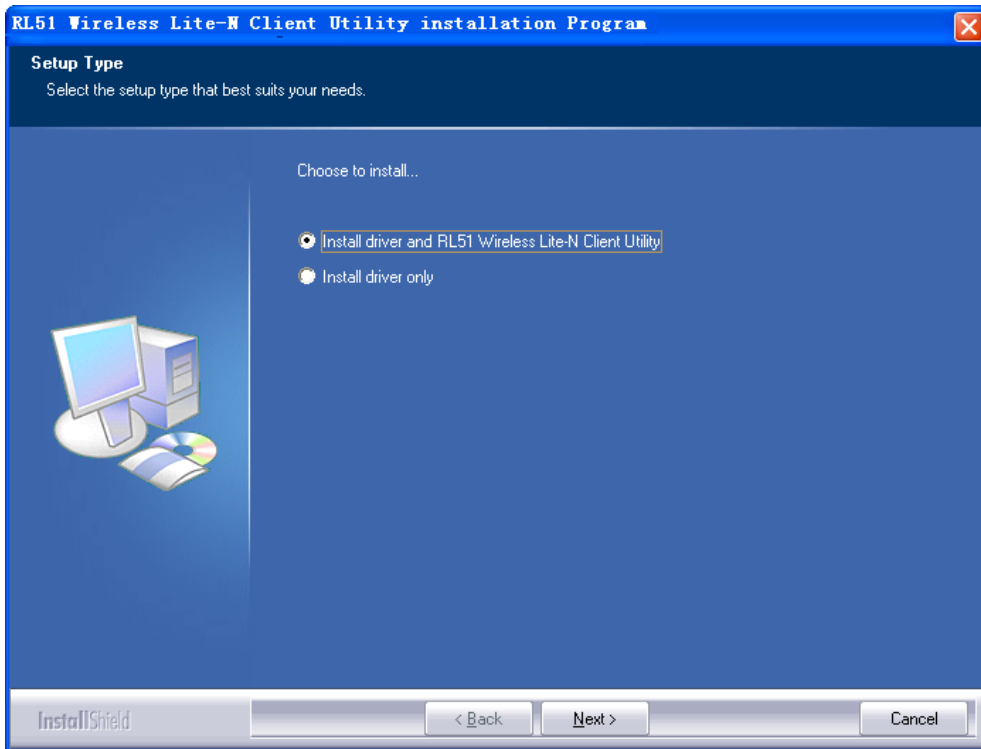 RL51 Wireless Lite-N Client Utility installation Program
Setup Type
Select the setup type that best suits your needs.
Choose to install...
Install driver and RL51 Wireless Lite-N Client Utility
Install driver only
InstallShield
< Back
Next >
Cancel